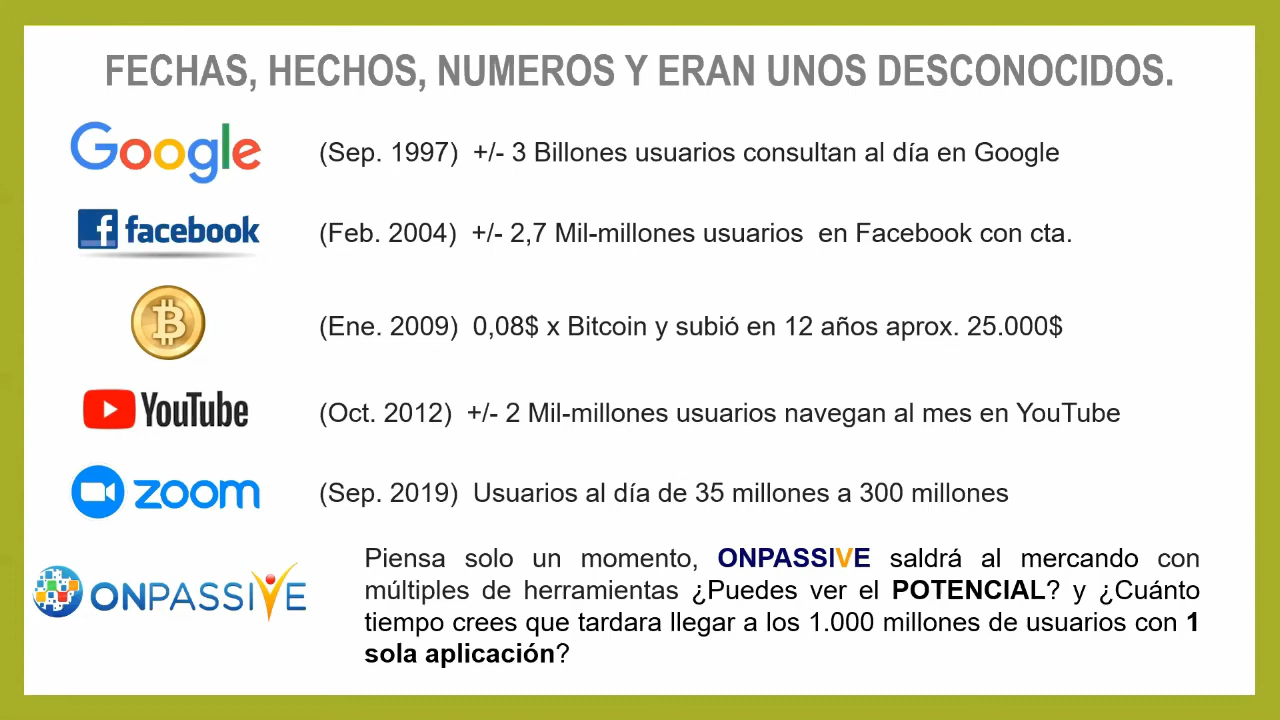 FECHAS, HECHOS, NUMEROS Y ERAN UNOS DESCONOCIDOS.
Google (Sep. 1997) +/- 3 Billones usuarios consultan al día en Google
facebook (Feb. 2004) +/- 2,7 Mil-millones usuarios en Facebook con cta.
(Ene. 2009) 0,08$ x Bitcoin y subió en 12 años aprox. 25.000$
YouTube (Oct. 2012) +/- 2 Mil-millones usuarios navegan al mes en YouTube
zoom (Sep. 2019) Usuarios al día de 35 millones a 300 millones
ONPASSIVE
Piensa solo un momento, ONPASSIVE saldrá al mercando con
múltiples de herramientas ¿Puedes ver el POTENCIAL? y ¿Cuánto
tiempo crees que tardara llegar a los 1.000 millones de usuarios con 1
sola aplicación?